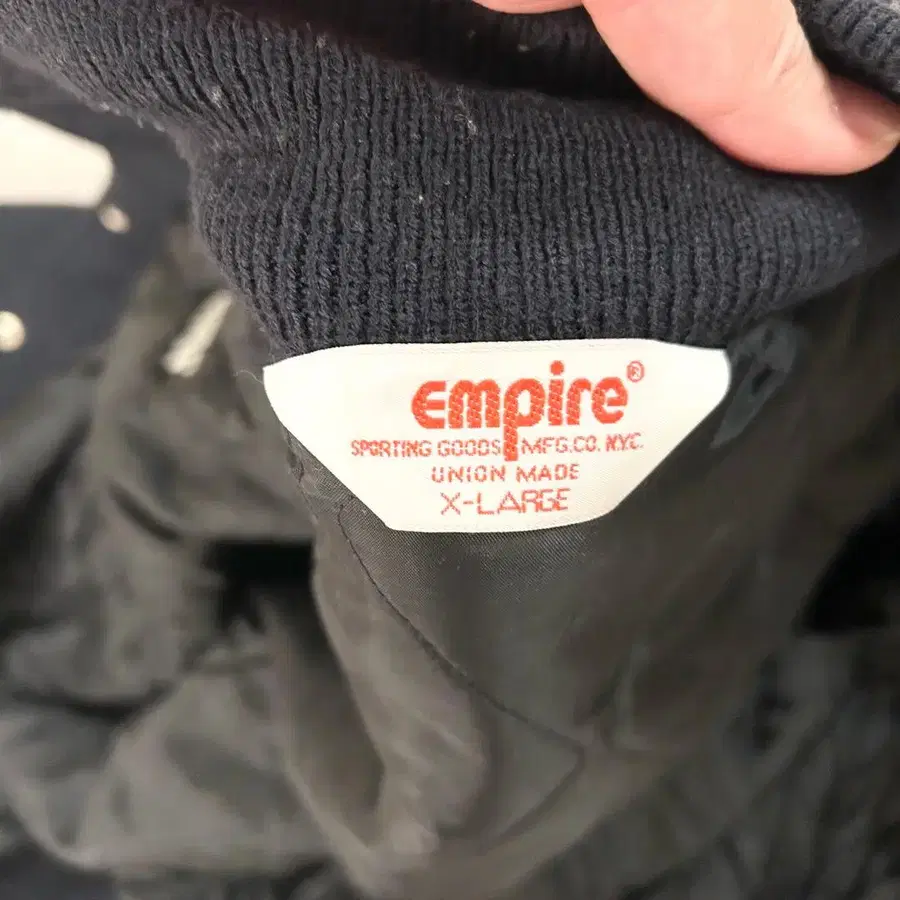 empire®
SPORTING GOODS MFG.CO. N.Y.C.
UNION MADE
X-LARGE